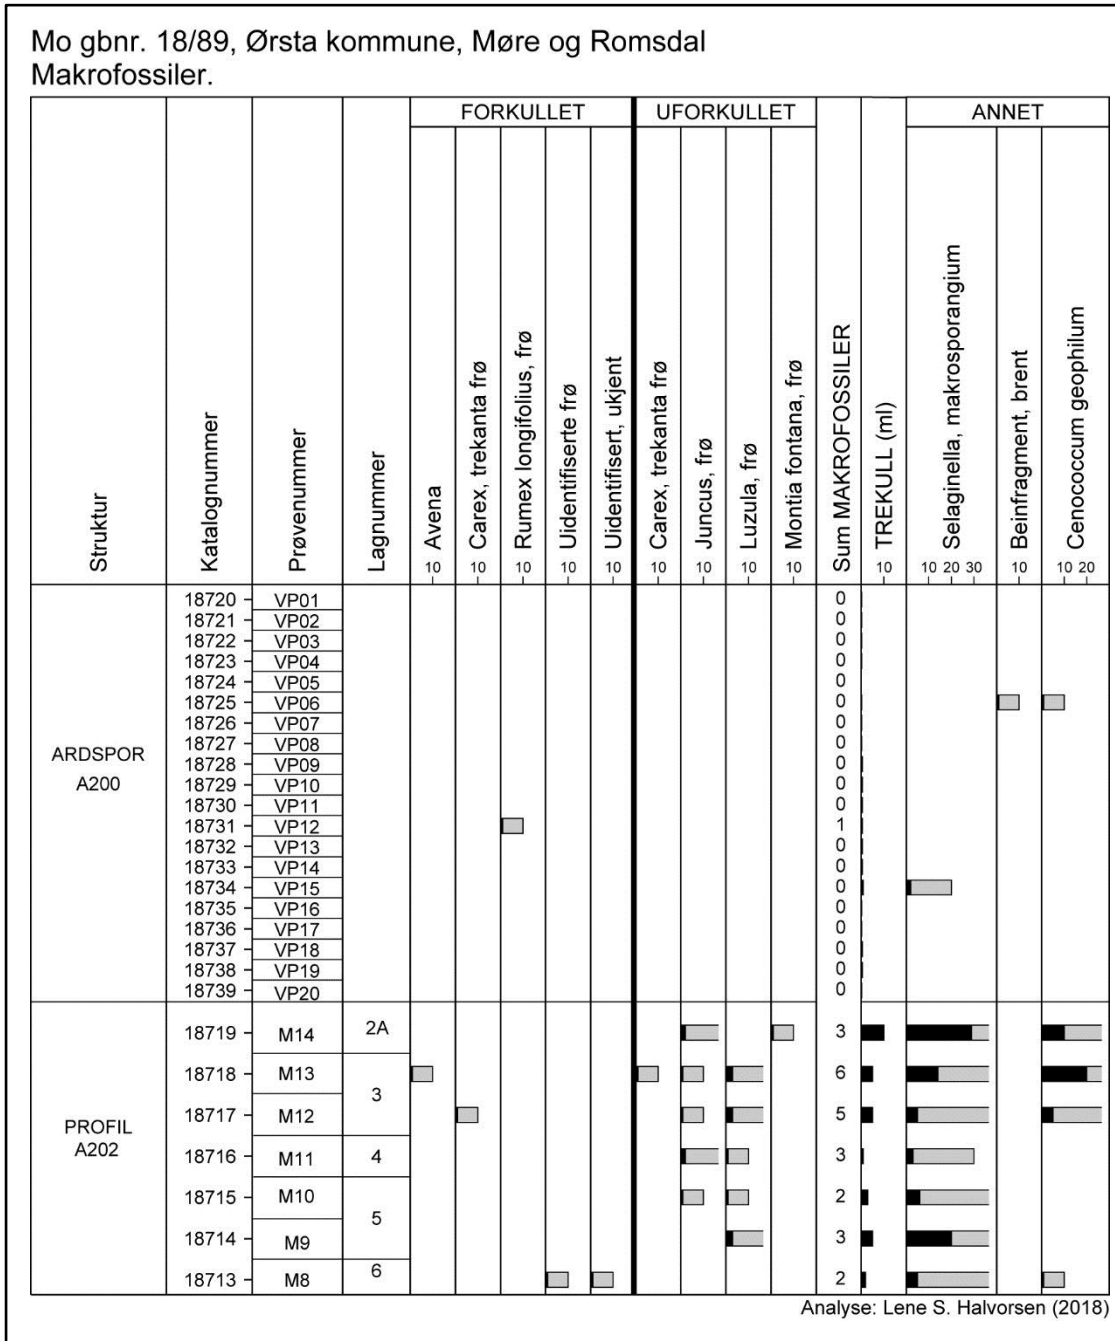 Mo gbnr. 18/89, Ørsta kommune, Møre og Romsdal
Makrofossiler.
FORKULLET UFORKULLET ANNET
Struktur
Katalognummer
Prøvenummer
Lagnummer
Avena
Carex, trekanta frø
Rumex longifolius, frø
Uidentifiserte frø
Uidentifisert, ukjent
Carex, trekanta frø
Juncus, frø
Luzula, frø
Montia fontana, frø
Sum MAKROFOSSILER
TREKULL (ml)
Selaginella, makrosporangium
Beinfragment, brent
Cenococcum geophilum
10 10 10 10 10 10 10 10 10 10 10 20 30 10 10 20
18720 VP01 0
18721 VP02 0
18722 VP03 0
18723 VP04 0
18724 VP05 0
18725 VP06 0
18726 VP07 0
18727 VP08 0
ARDSPOR
18728 VP09 0
A200
18729 VP10 0
18730 VP11 0
18731 VP12 1
18732 VP13 0
18733 VP14 0
18734 VP15 0
18735 VP16 0
18736 VP17 0
18737 VP18 0
18738 VP19 0
18739 VP20 0
18719 M14 2A 3
18718 M13 6
3
18717 M12 5
PROFIL
A202
18716 M11 4 3
18715 M10 2
5
18714 M9 3
18713 M8 6 2
Analyse: Lene S. Halvorsen (2018)